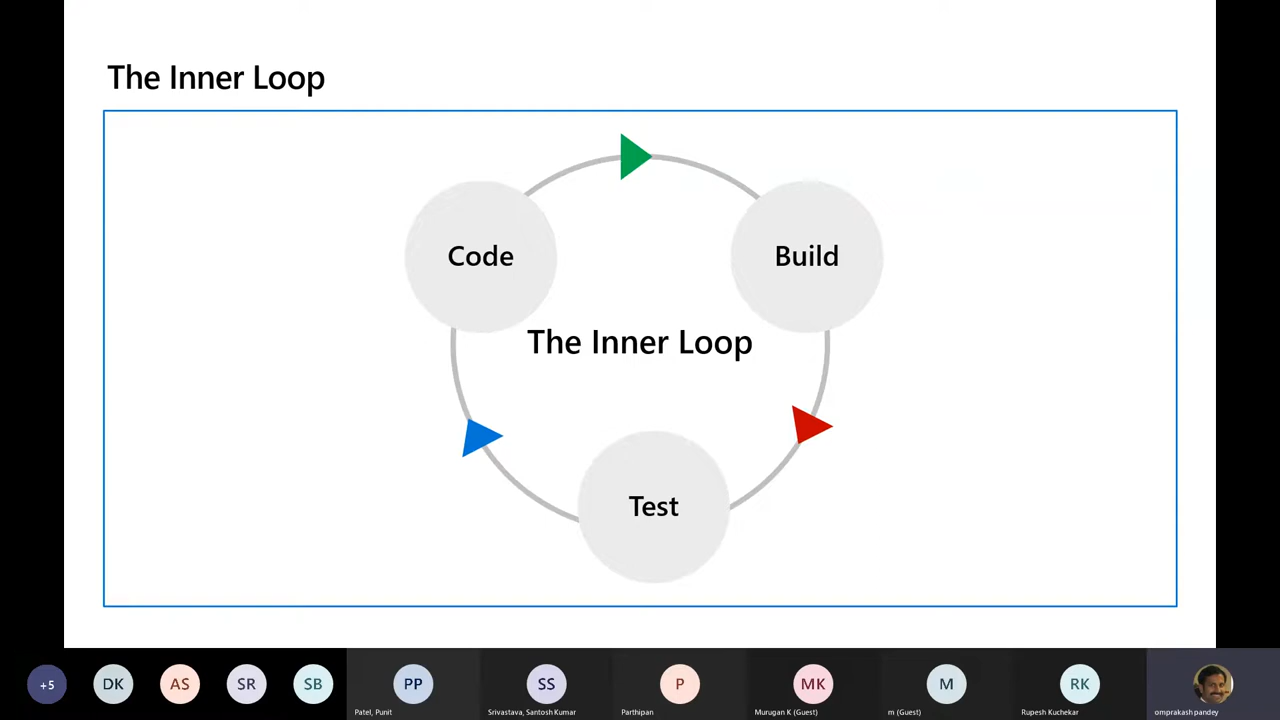 The Inner Loop
Code
Build
The Inner Loop
Test
+5
DK
AS
SR
SB
PP
SS
P
MK
M
RK
Patel, Punit
Srivastava, Santosh Kumar
Parthipan
Murugan K (Guest)
m (Guest)
Rupesh Kuchekar
omprakash pandey